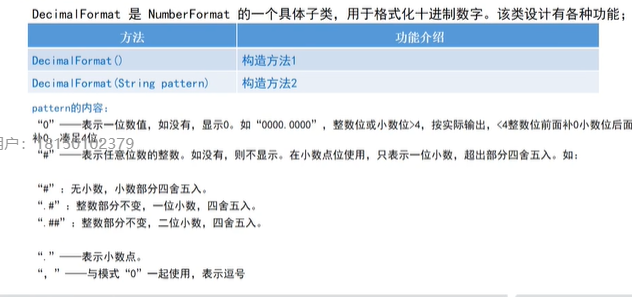 DecimalFormat 是 NumberFormat 的一个具体子类，用于格式化十进制数字。该类设计有各种功能；
方法 功能介绍
DecimalFormat() 构造方法1
DecimalFormat(String pattern) 构造方法2
pattern的内容：
“0”——表示一位数值，如没有，显示0。如“0000.0000”，整数位或小数位>4，按实际输出，<4整数位前面补0小数位后面
补0，凑足4位。
用户：18150102379
“#”——表示任意位数的整数。如没有，则不显示。在小数点位使用，只表示一位小数，超出部分四舍五入。如：
“#”：无小数，小数部分四舍五入。
“.#”：整数部分不变，一位小数，四舍五入。
“.##”：整数部分不变，二位小数，四舍五入。
“.”——表示小数点。
“，”——与模式“0”一起使用，表示逗号